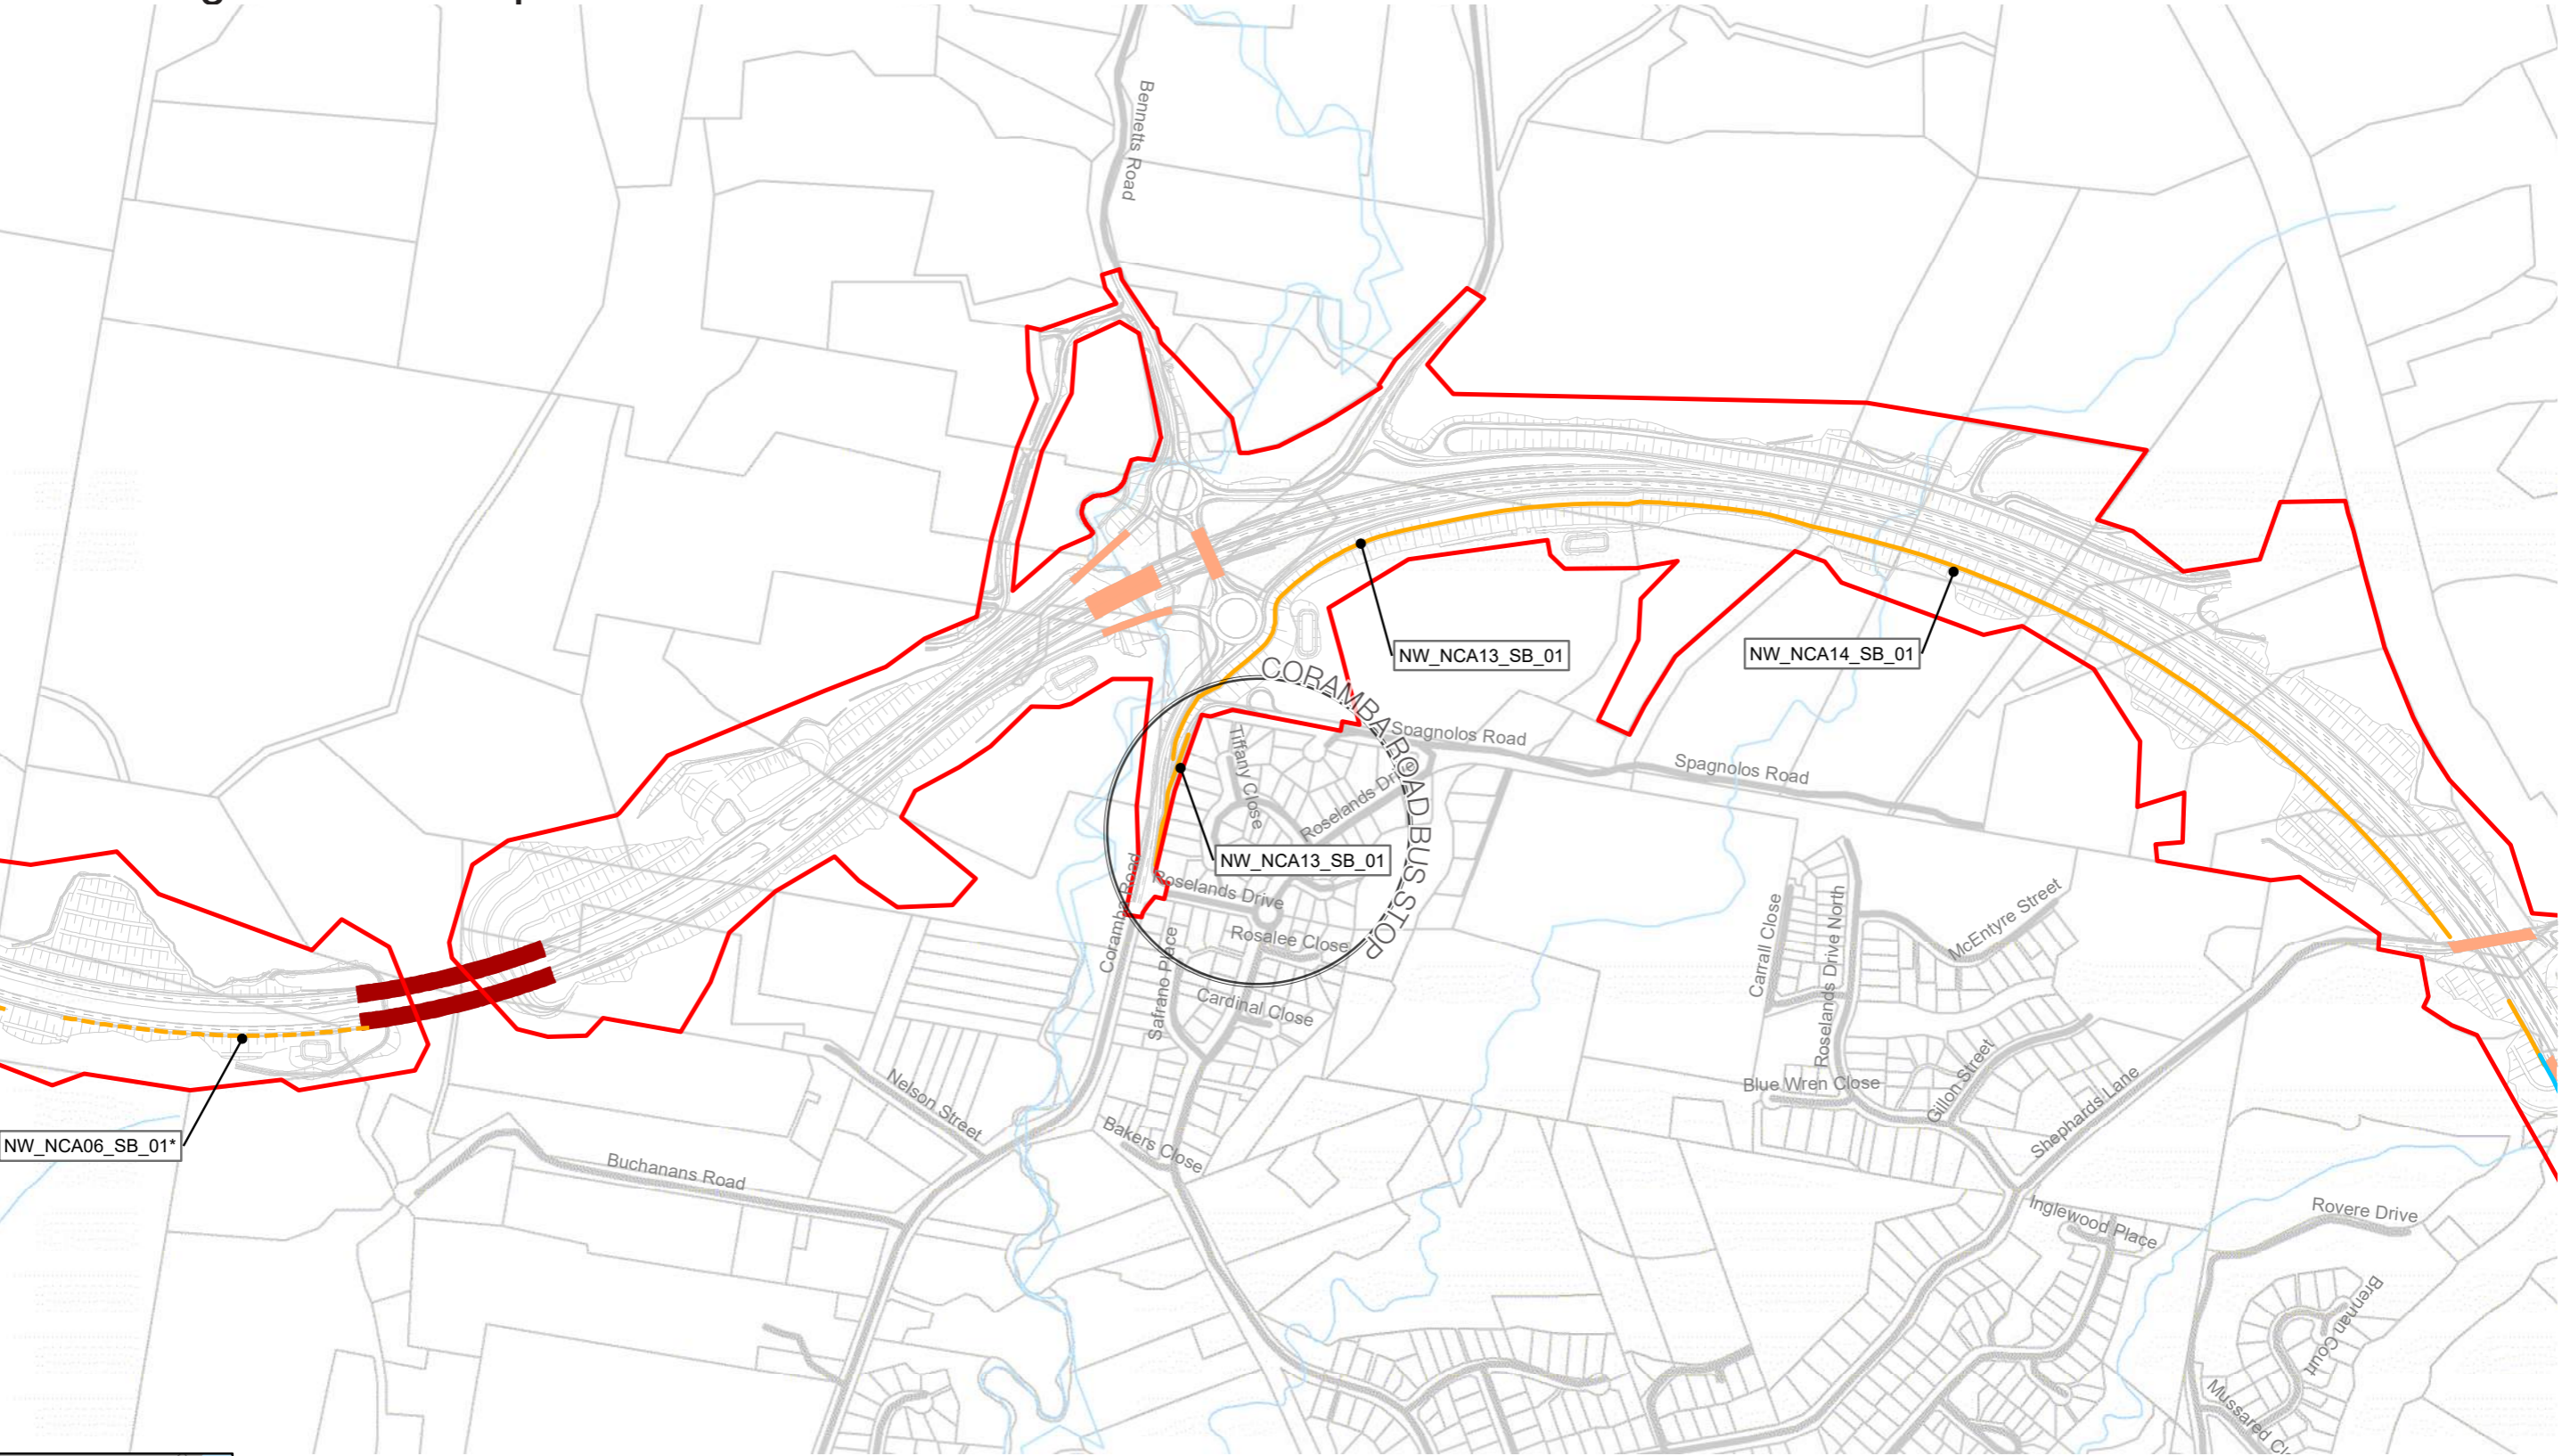 Bennetts Road
NW_NCA13_SB_01
NW_NCA14_SB_01
CORAMBA ROAD BUS STOP
Spagnolos Road
Spagnolos Road
Tiffany Close
Roselands Drive
NW_NCA13_SB_01
Coramba Road
Roselands Drive
Rosalee Close
Safrano Place
Cardinal Close
Carrall Close
Roselands Drive North
McEntyre Street
Blue Wren Close
Gillon Street
Shephards Lane
NW_NCA06_SB_01*
Nelson Street
Bakers Close
Buchanans Road
Inglewood Place
Rovere Drive
Brennan Court
Mussared